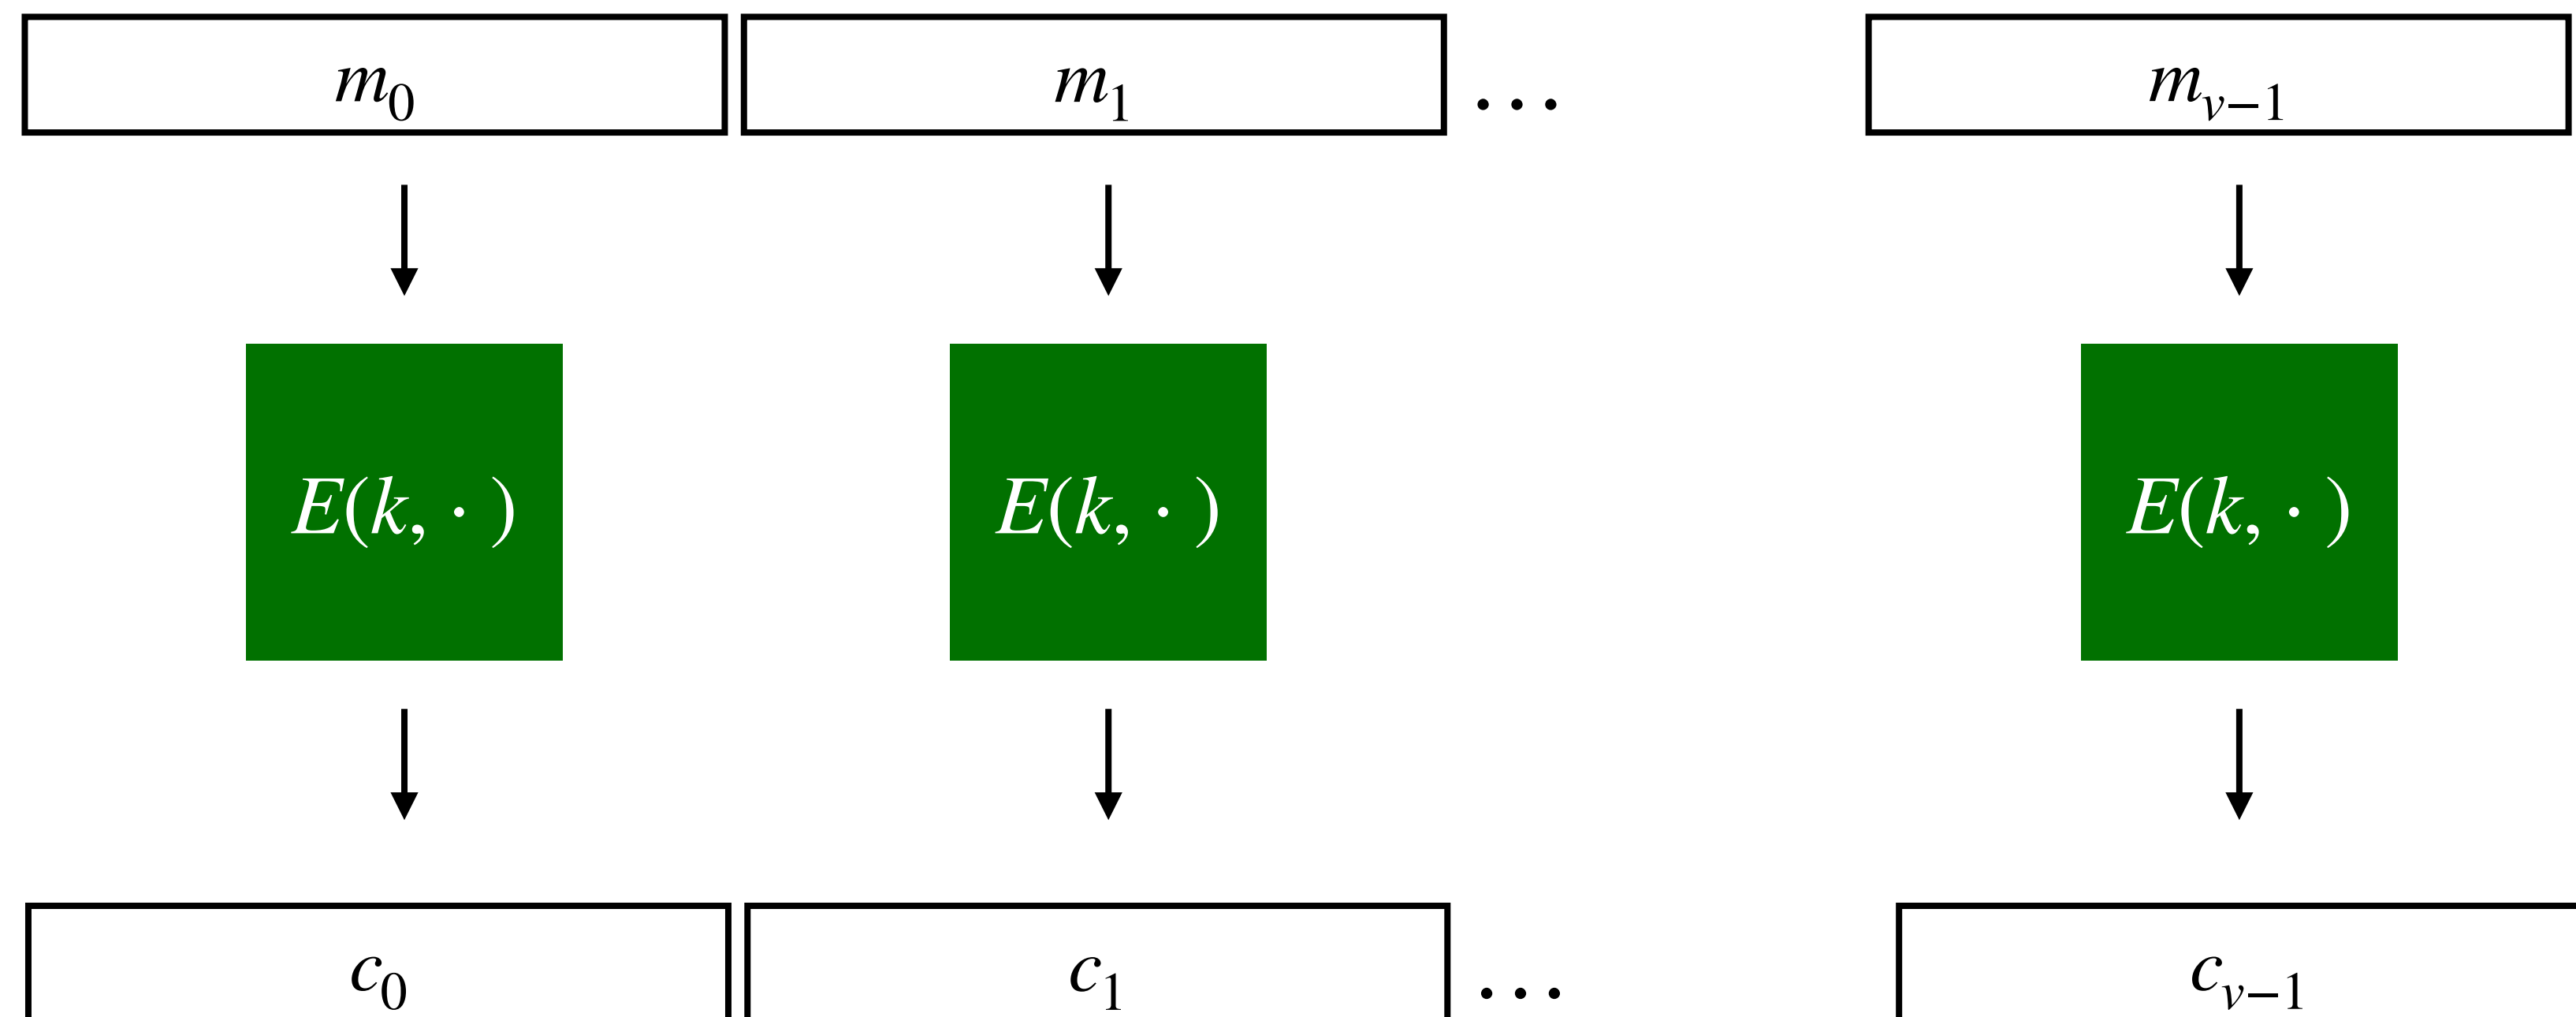 m₀ m₁ ... mᵥ₋₁
E(k, · ) E(k, · ) E(k, · )
c₀ c₁ ... cᵥ₋₁